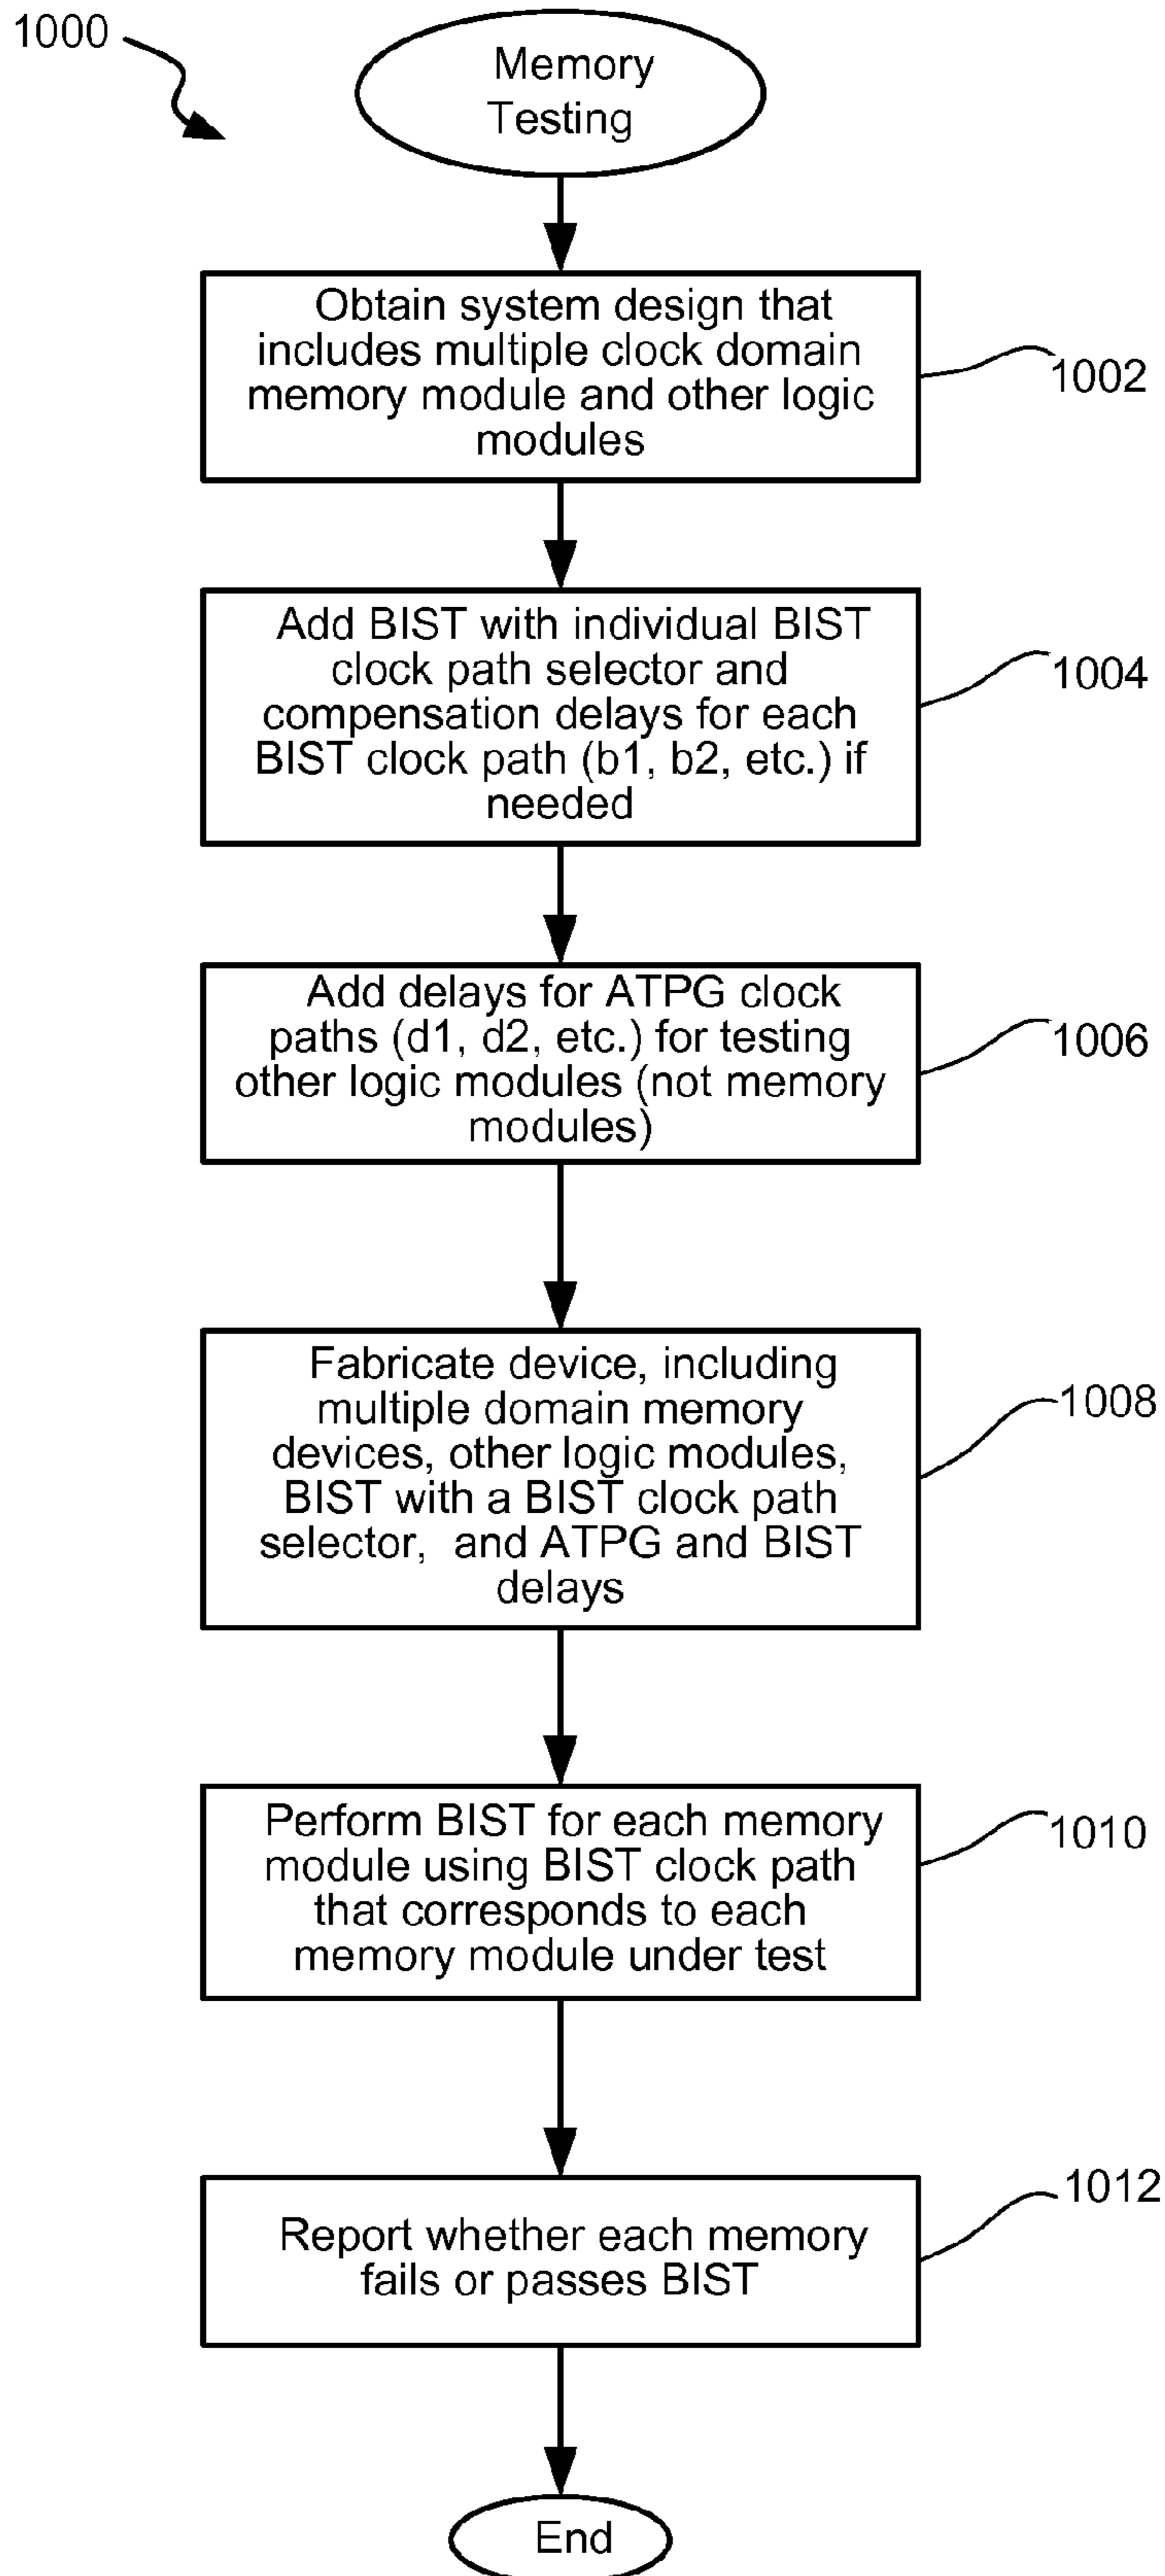 1000
Memory
Testing
Obtain system design that
includes multiple clock domain
memory module and other logic
modules
1002
Add BIST with individual BIST
clock path selector and
compensation delays for each
BIST clock path (b1, b2, etc.) if
needed
1004
Add delays for ATPG clock
paths (d1, d2, etc.) for testing
other logic modules (not memory
modules)
1006
Fabricate device, including
multiple domain memory
devices, other logic modules,
BIST with a BIST clock path
selector, and ATPG and BIST
delays
1008
Perform BIST for each memory
module using BIST clock path
that corresponds to each
memory module under test
1010
Report whether each memory
fails or passes BIST
1012
End